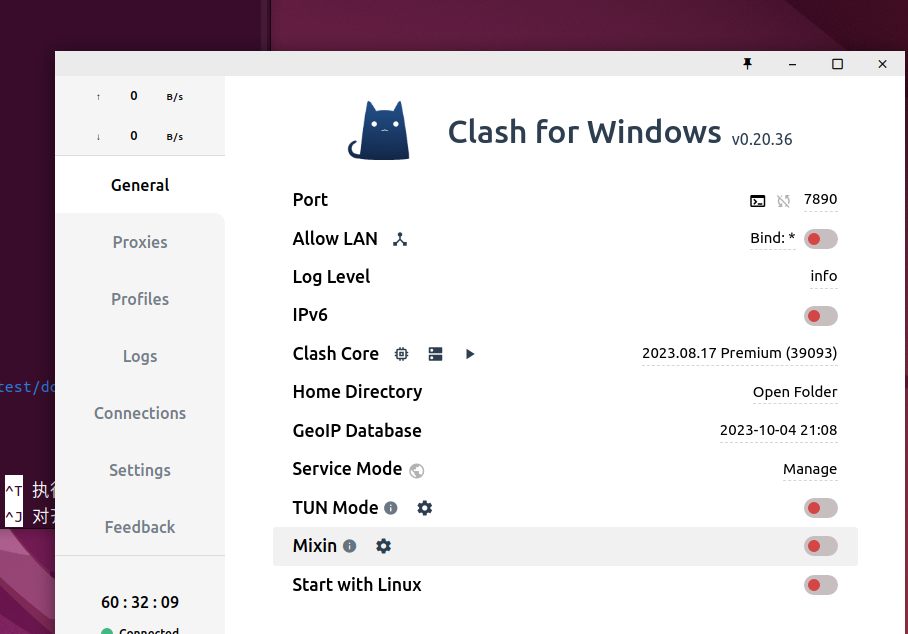 ↑ 0 B/s
↓ 0 B/s
General
Proxies
Profiles
Logs
Connections
Settings
Feedback
60 : 32 : 09
Connected
Clash for Windows v0.20.36
Port 7890
Allow LAN Bind: *
Log Level info
IPv6
Clash Core 2023.08.17 Premium (39093)
Home Directory Open Folder
GeoIP Database 2023-10-04 21:08
Service Mode Manage
TUN Mode
Mixin
Start with Linux
^T 执行
^J 对齐